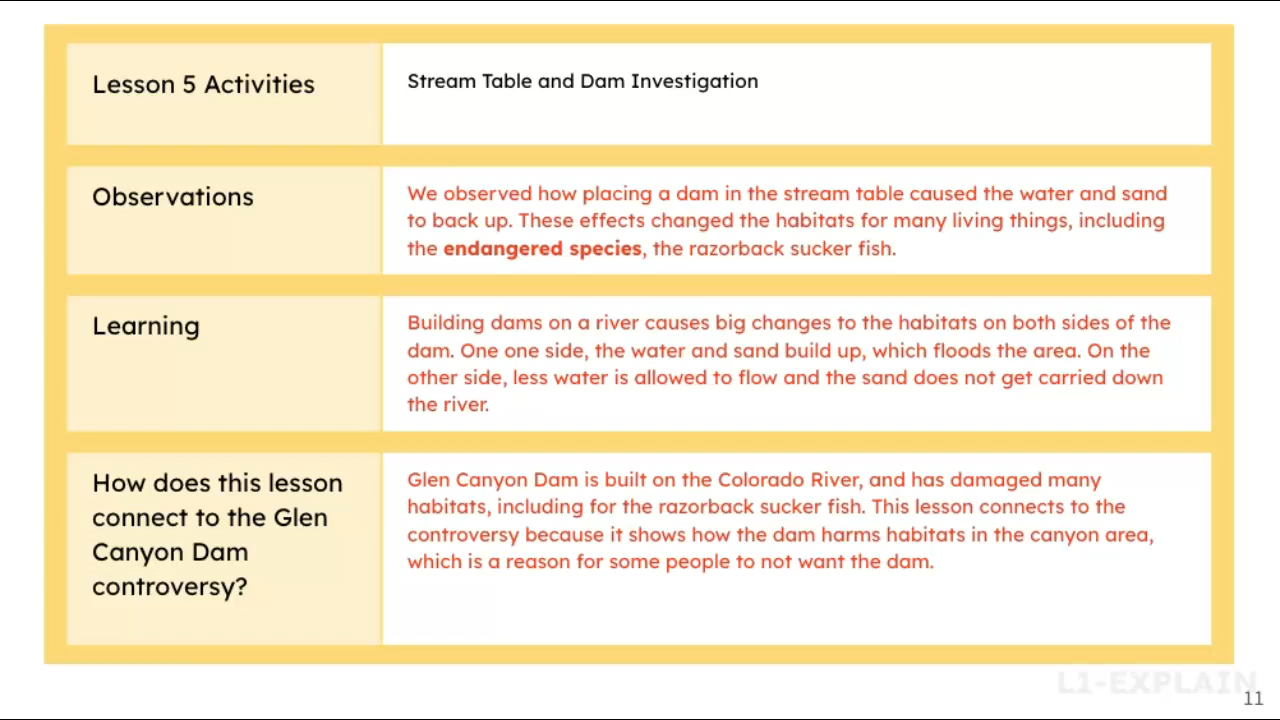 Lesson 5 Activities
Stream Table and Dam Investigation
Observations
We observed how placing a dam in the stream table caused the water and sand
to back up. These effects changed the habitats for many living things, including
the endangered species, the razorback sucker fish.
Learning
Building dams on a river causes big changes to the habitats on both sides of the
dam. One one side, the water and sand build up, which floods the area. On the
other side, less water is allowed to flow and the sand does not get carried down
the river.
How does this lesson
connect to the Glen
Canyon Dam
controversy?
Glen Canyon Dam is built on the Colorado River, and has damaged many
habitats, including for the razorback sucker fish. This lesson connects to the
controversy because it shows how the dam harms habitats in the canyon area,
which is a reason for some people to not want the dam.
L1-EXPLAIN
11